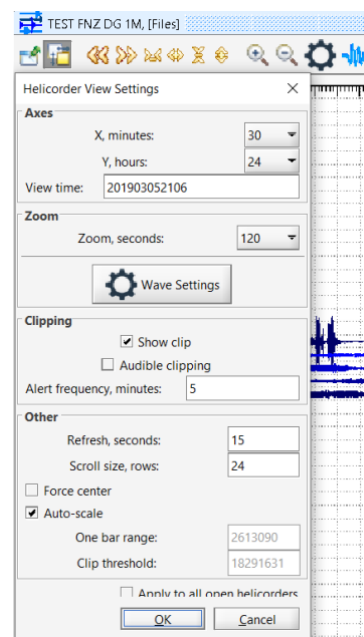 TEST FNZ DG 1M, [Files]
Helicorder View Settings
Axes
X, minutes: 30
Y, hours: 24
View time: 201903052106
Zoom
Zoom, seconds: 120
Wave Settings
Clipping
Show clip
Audible clipping
Alert frequency, minutes: 5
Other
Refresh, seconds: 15
Scroll size, rows: 24
Force center
Auto-scale
One bar range: 2613090
Clip threshold: 18291631
Apply to all open helicorders
OK Cancel